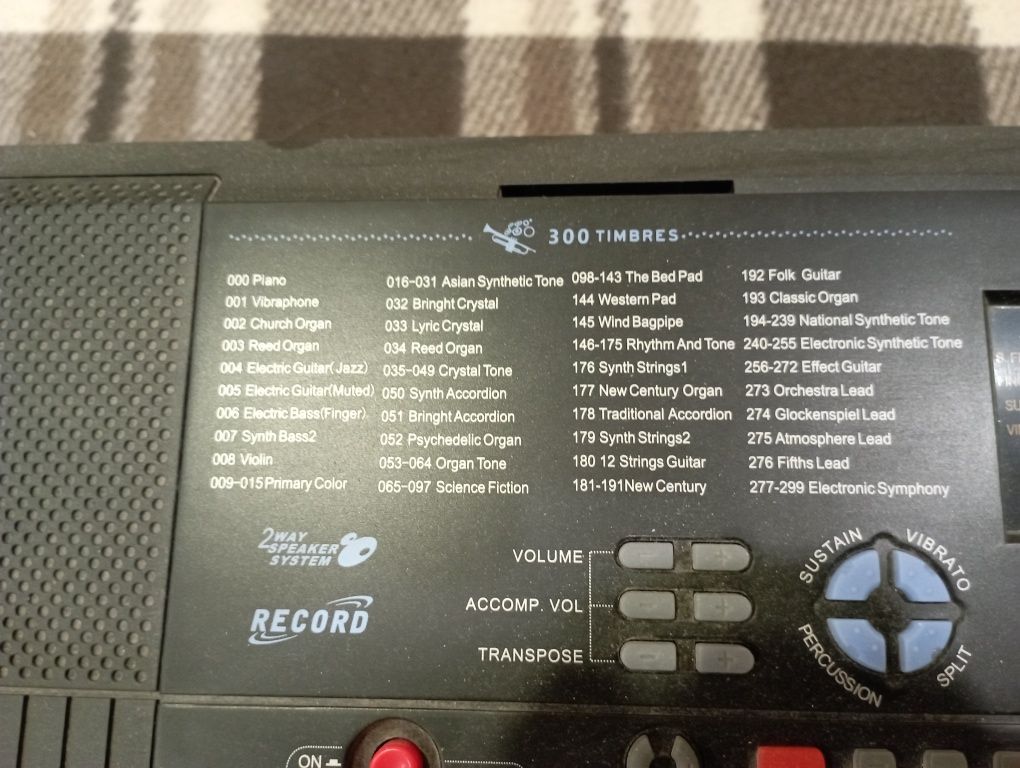 300 TIMBRES
000 Piano
001 Vibraphone
002 Church Organ
003 Reed Organ
004 Electric Guitar(Jazz)
005 Electric Guitar(Muted)
006 Electric Bass(Finger)
007 Synth Bass2
008 Violin
009-015 Primary Color
016-031 Asian Synthetic Tone
032 Bringht Crystal
033 Lyric Crystal
034 Reed Organ
035-049 Crystal Tone
050 Synth Accordion
051 Bringht Accordion
052 Psychedelic Organ
053-064 Organ Tone
065-097 Science Fiction
098-143 The Bed Pad
144 Western Pad
145 Wind Bagpipe
146-175 Rhythm And Tone
176 Synth Strings1
177 New Century Organ
178 Traditional Accordion
179 Synth Strings2
180 12 Strings Guitar
181-191New Century
192 Folk Guitar
193 Classic Organ
194-239 National Synthetic Tone
240-255 Electronic Synthetic Tone
256-272 Effect Guitar
273 Orchestra Lead
274 Glockenspiel Lead
275 Atmosphere Lead
276 Fifths Lead
277-299 Electronic Symphony
2WAY
SPEAKER
SYSTEM
RECORD
VOLUME - +
ACCOMP. VOL - +
TRANSPOSE - +
SUSTAIN
VIBRATO
PERCUSSION
SPLIT
ON